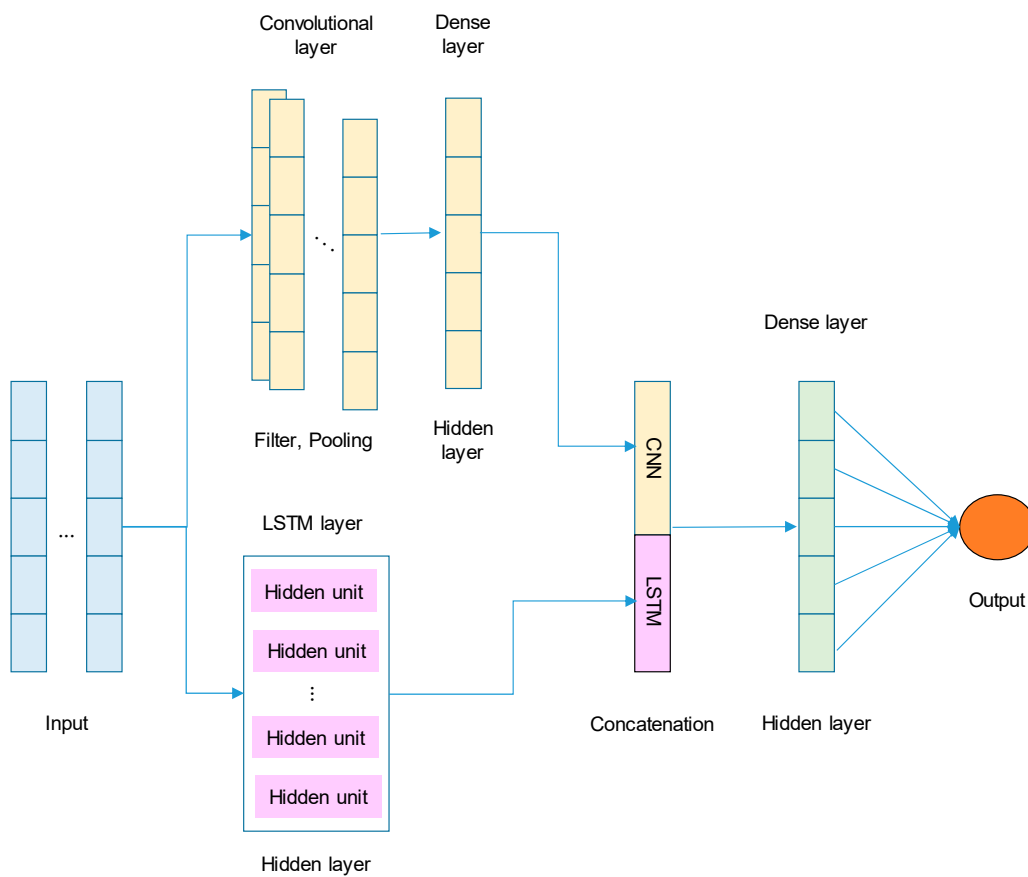 Convolutional
layer
Dense
layer
Filter, Pooling
Hidden
layer
Dense layer
...
Input
LSTM layer
Hidden unit
Hidden unit
...
Hidden unit
Hidden unit
Hidden layer
CNN
LSTM
Concatenation
Hidden layer
Output